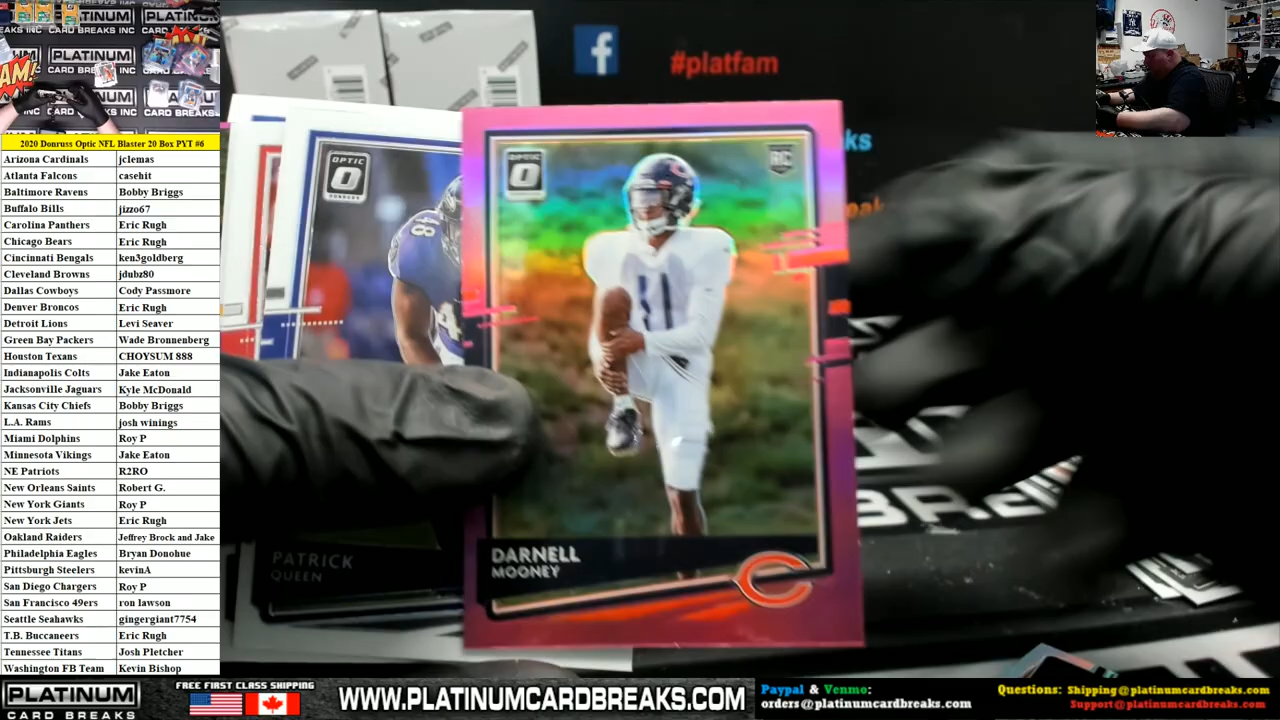 PLATINUM
CARD BREAKS INC
#platfam
ks
2020 Donruss Optic NFL Blaster 20 Box PYT #6
Arizona Cardinals jclemas
Atlanta Falcons casehit
Baltimore Ravens Bobby Briggs
Buffalo Bills jizzo67
Carolina Panthers Eric Rugh
Chicago Bears Eric Rugh
Cincinnati Bengals ken3goldberg
Cleveland Browns jdubz80
Dallas Cowboys Cody Passmore
Denver Broncos Eric Rugh
Detroit Lions Levi Seaver
Green Bay Packers Wade Bronnenberg
Houston Texans CHOYSUM 888
Indianapolis Colts Jake Eaton
Jacksonville Jaguars Kyle McDonald
Kansas City Chiefs Bobby Briggs
L.A. Rams josh winings
Miami Dolphins Roy P
Minnesota Vikings Jake Eaton
NE Patriots R2RO
New Orleans Saints Robert G.
New York Giants Roy P
New York Jets Eric Rugh
Oakland Raiders Jeffrey Brock and Jake
Philadelphia Eagles Bryan Donohue
Pittsburgh Steelers kevinA
San Diego Chargers Roy P
San Francisco 49ers ron lawson
Seattle Seahawks gingergiant7754
T.B. Buccaneers Eric Rugh
Tennessee Titans Josh Pletcher
Washington FB Team Kevin Bishop
OPTIC
OPTIC
RC
11
48
PATRICK
QUEEN
DARNELL
MOONEY
PLATINUM
CARD BREAKS
FREE FIRST CLASS SHIPPING
WWW.PLATINUMCARDBREAKS.COM
Paypal & Venmo:
orders@platinumcardbreaks.com
Questions: Shipping@platinumcardbreaks.com
Support@platinumcardbreaks.com